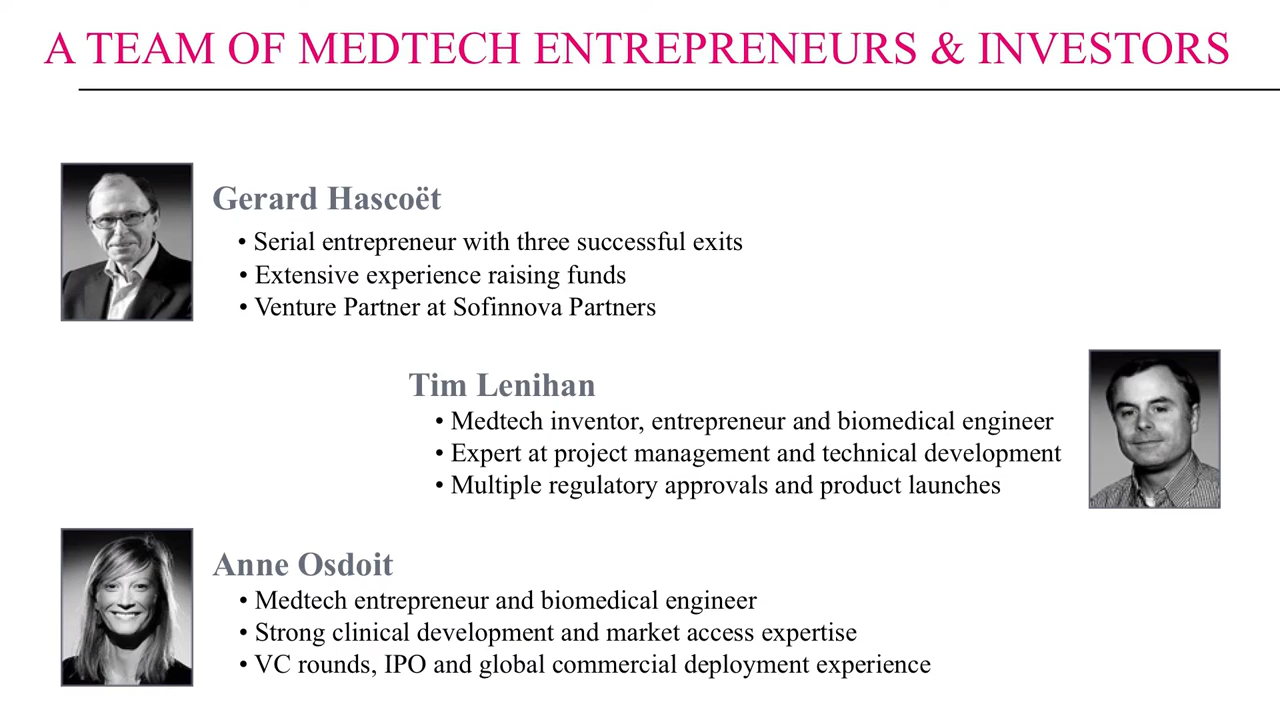 A TEAM OF MEDTECH ENTREPRENEURS & INVESTORS
Gerard Hascoët
• Serial entrepreneur with three successful exits
• Extensive experience raising funds
• Venture Partner at Sofinnova Partners
Tim Lenihan
• Medtech inventor, entrepreneur and biomedical engineer
• Expert at project management and technical development
• Multiple regulatory approvals and product launches
Anne Osdoit
• Medtech entrepreneur and biomedical engineer
• Strong clinical development and market access expertise
• VC rounds, IPO and global commercial deployment experience